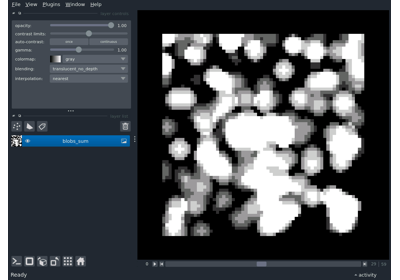 File View Plugins Window Help
opacity: 1.00
contrast limits:
auto-contrast: once continuous
gamma: 1.00
colormap: gray
blending: translucent_no_depth
interpolation: nearest
blobs_sum
Ready
activity